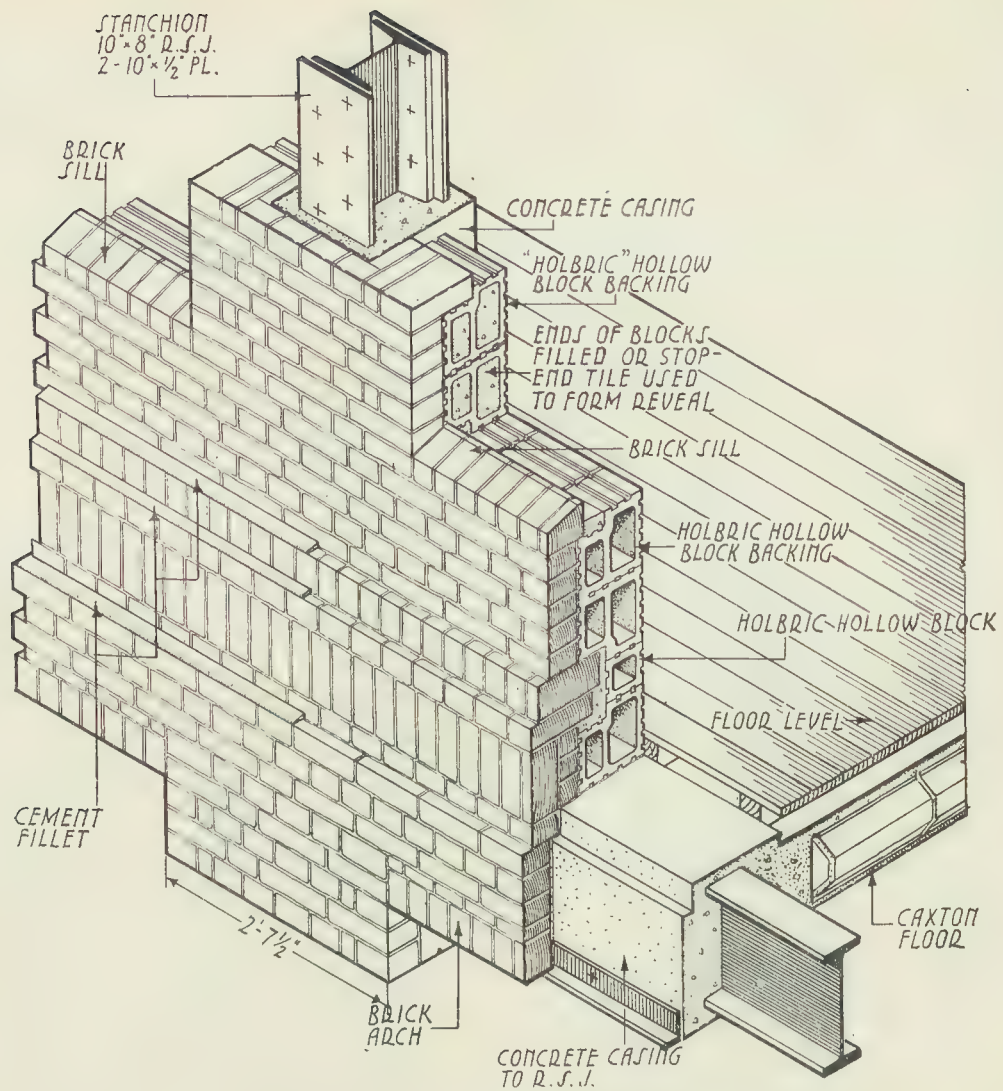 STANCHION
10"×8" R.S.J.
2-10"×½" PL.
BRICK
SILL
CONCRETE CASING
"HOLBRIC" HOLLOW
BLOCK BACKING
ENDS OF BLOCKS
FILLED OR STOP-
END TILE USED
TO FORM REVEAL
BRICK SILL
HOLBRIC HOLLOW
BLOCK BACKING
HOLBRIC HOLLOW BLOCK
FLOOR LEVEL
CEMENT
FILLET
CAXTON
FLOOR
2'-7½"
BRICK
ARCH
CONCRETE CASING
TO R.S.J.